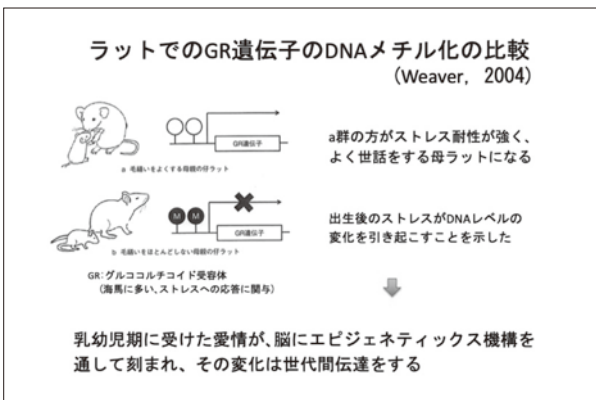 ラットでのGR遺伝子のDNAメチル化の比較
(Weaver, 2004)
GR遺伝子
a 毛繕いをよくする母親の仔ラット
a群の方がストレス耐性が強く、
よく世話をする母ラットになる
M M
GR遺伝子
b 毛繕いをほとんどしない母親の仔ラット
出生後のストレスがDNAレベルの
変化を引き起こすことを示した
GR:グルココルチコイド受容体
(海馬に多い、ストレスへの応答に関与)
乳幼児期に受けた愛情が、脳にエピジェネティックス機構を
通して刻まれ、その変化は世代間伝達をする